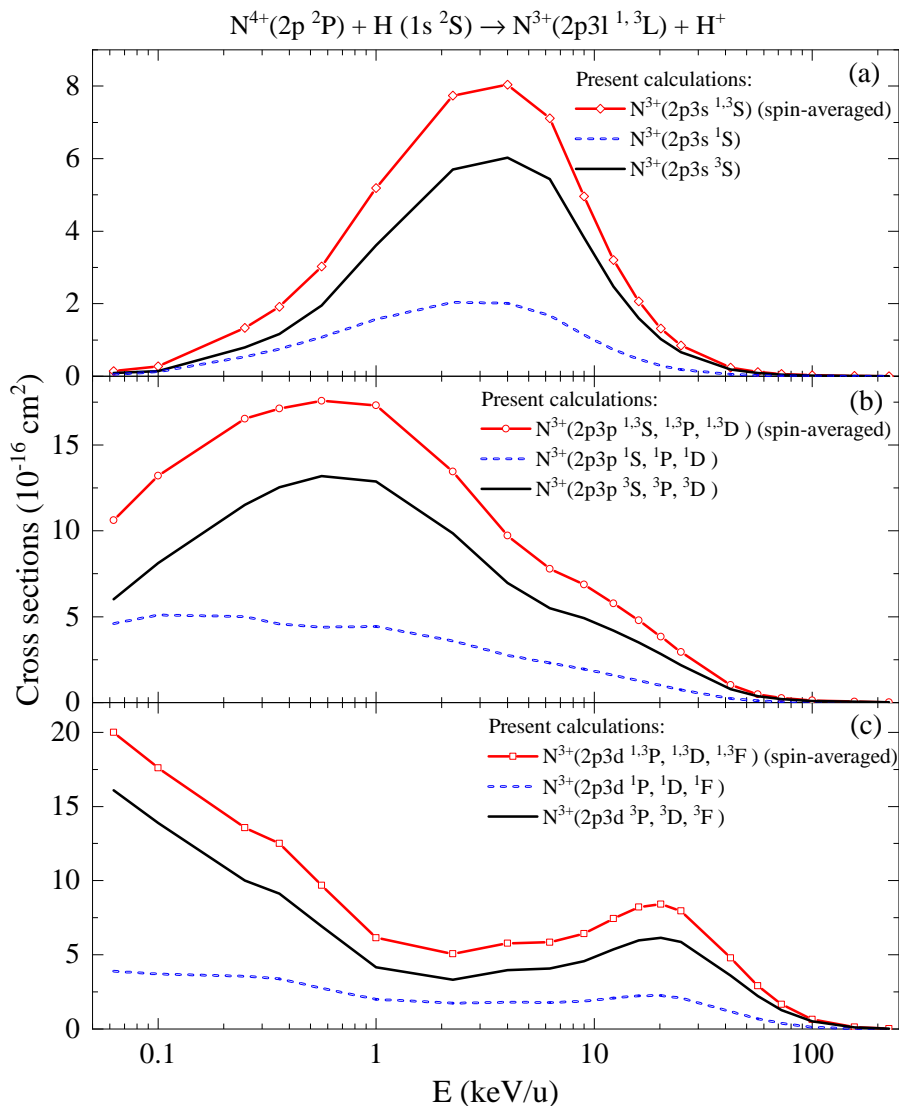 N⁴⁺(2p ²P) + H (1s ²S) → N³⁺(2p3l ¹, ³L) + H⁺
(a)
Present calculations:
N³⁺(2p3s ¹,³S) (spin-averaged)
N³⁺(2p3s ¹S)
N³⁺(2p3s ³S)
8
6
4
2
0
(b)
Present calculations:
N³⁺(2p3p ¹,³S, ¹,³P, ¹,³D ) (spin-averaged)
N³⁺(2p3p ¹S, ¹P, ¹D )
N³⁺(2p3p ³S, ³P, ³D )
15
10
5
0
Cross sections (10⁻¹⁶ cm²)
(c)
Present calculations:
N³⁺(2p3d ¹,³P, ¹,³D, ¹,³F ) (spin-averaged)
N³⁺(2p3d ¹P, ¹D, ¹F )
N³⁺(2p3d ³P, ³D, ³F )
20
15
10
5
0
0.1 1 10 100
E (keV/u)